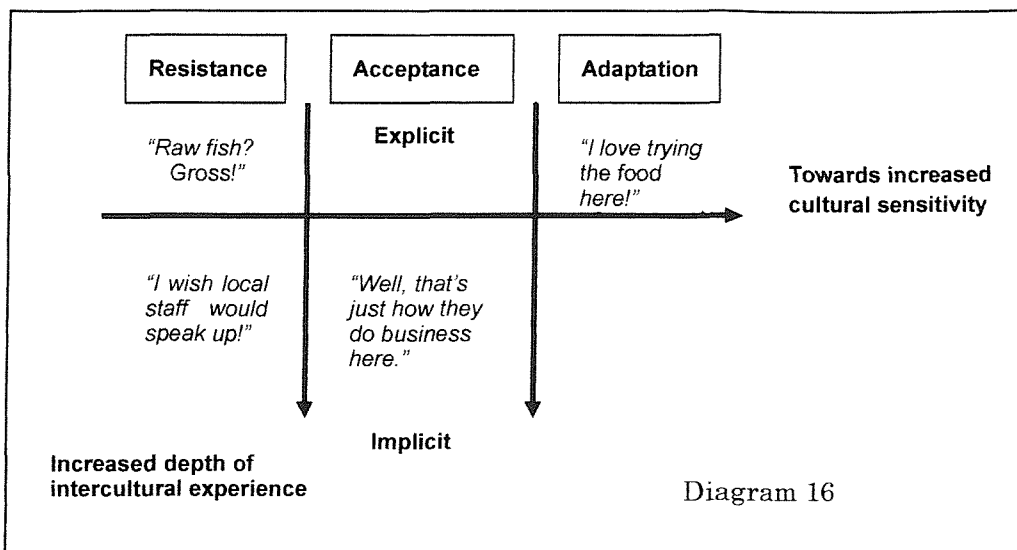 Resistance
Acceptance
Adaptation
Explicit
"Raw fish?
Gross!"
"I love trying
the food
here!"
Towards increased
cultural sensitivity
"I wish local
staff would
speak up!"
"Well, that's
just how they
do business
here."
Implicit
Increased depth of
intercultural experience
Diagram 16